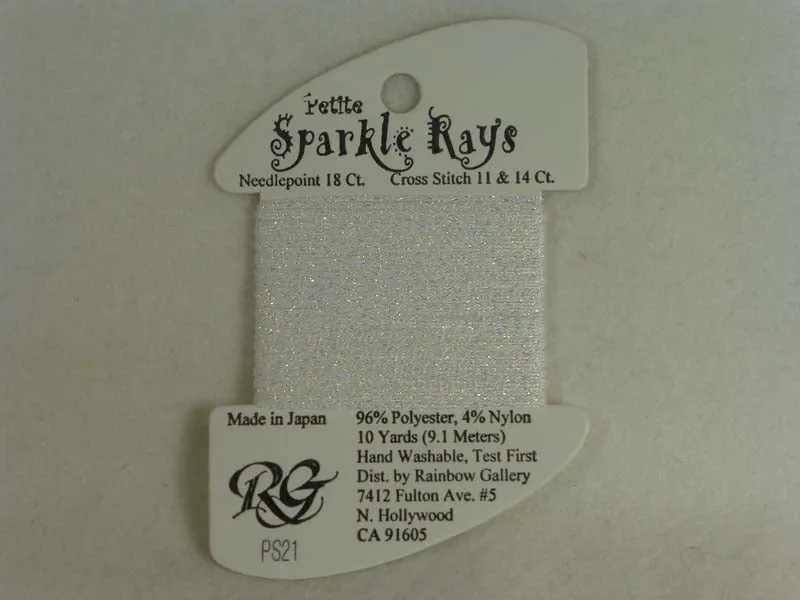 Petite
Sparkle Rays
Needlepoint 18 Ct. Cross Stitch 11 & 14 Ct.
Made in Japan
RG
PS21
96% Polyester, 4% Nylon
10 Yards (9.1 Meters)
Hand Washable, Test First
Dist. by Rainbow Gallery
7412 Fulton Ave. #5
N. Hollywood
CA 91605